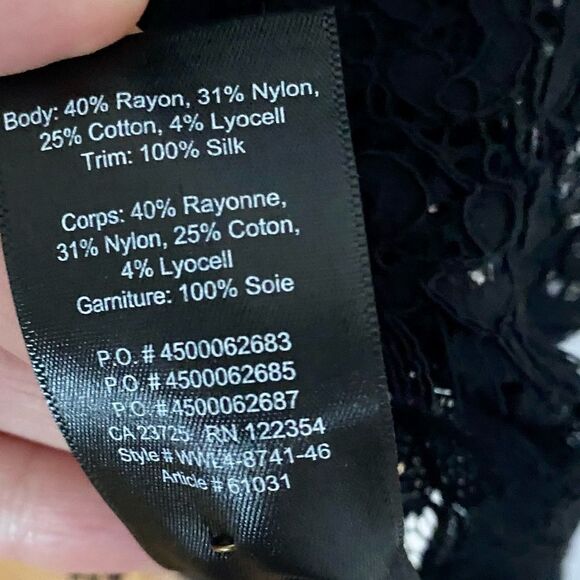 Body: 40% Rayon, 31% Nylon,
25% Cotton, 4% Lyocell
Trim: 100% Silk
Corps: 40% Rayonne,
31% Nylon, 25% Coton,
4% Lyocell
Garniture: 100% Soie
P.O. # 4500062683
P.O. # 4500062685
P.O. # 4500062687
CA 23725 RN 122354
Style # WWL4-8741-46
Article # 61031